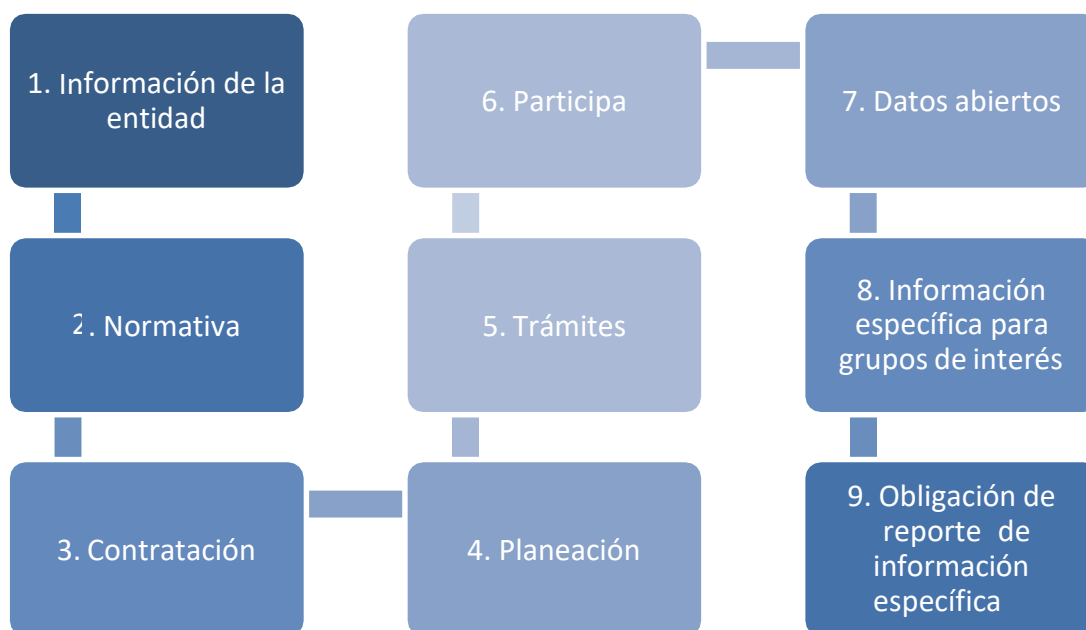 1. Información de la
entidad
2. Normativa
3. Contratación
4. Planeación
5. Trámites
6. Participa
7. Datos abiertos
8. Información
específica para
grupos de interés
9. Obligación de
reporte de
información
específica